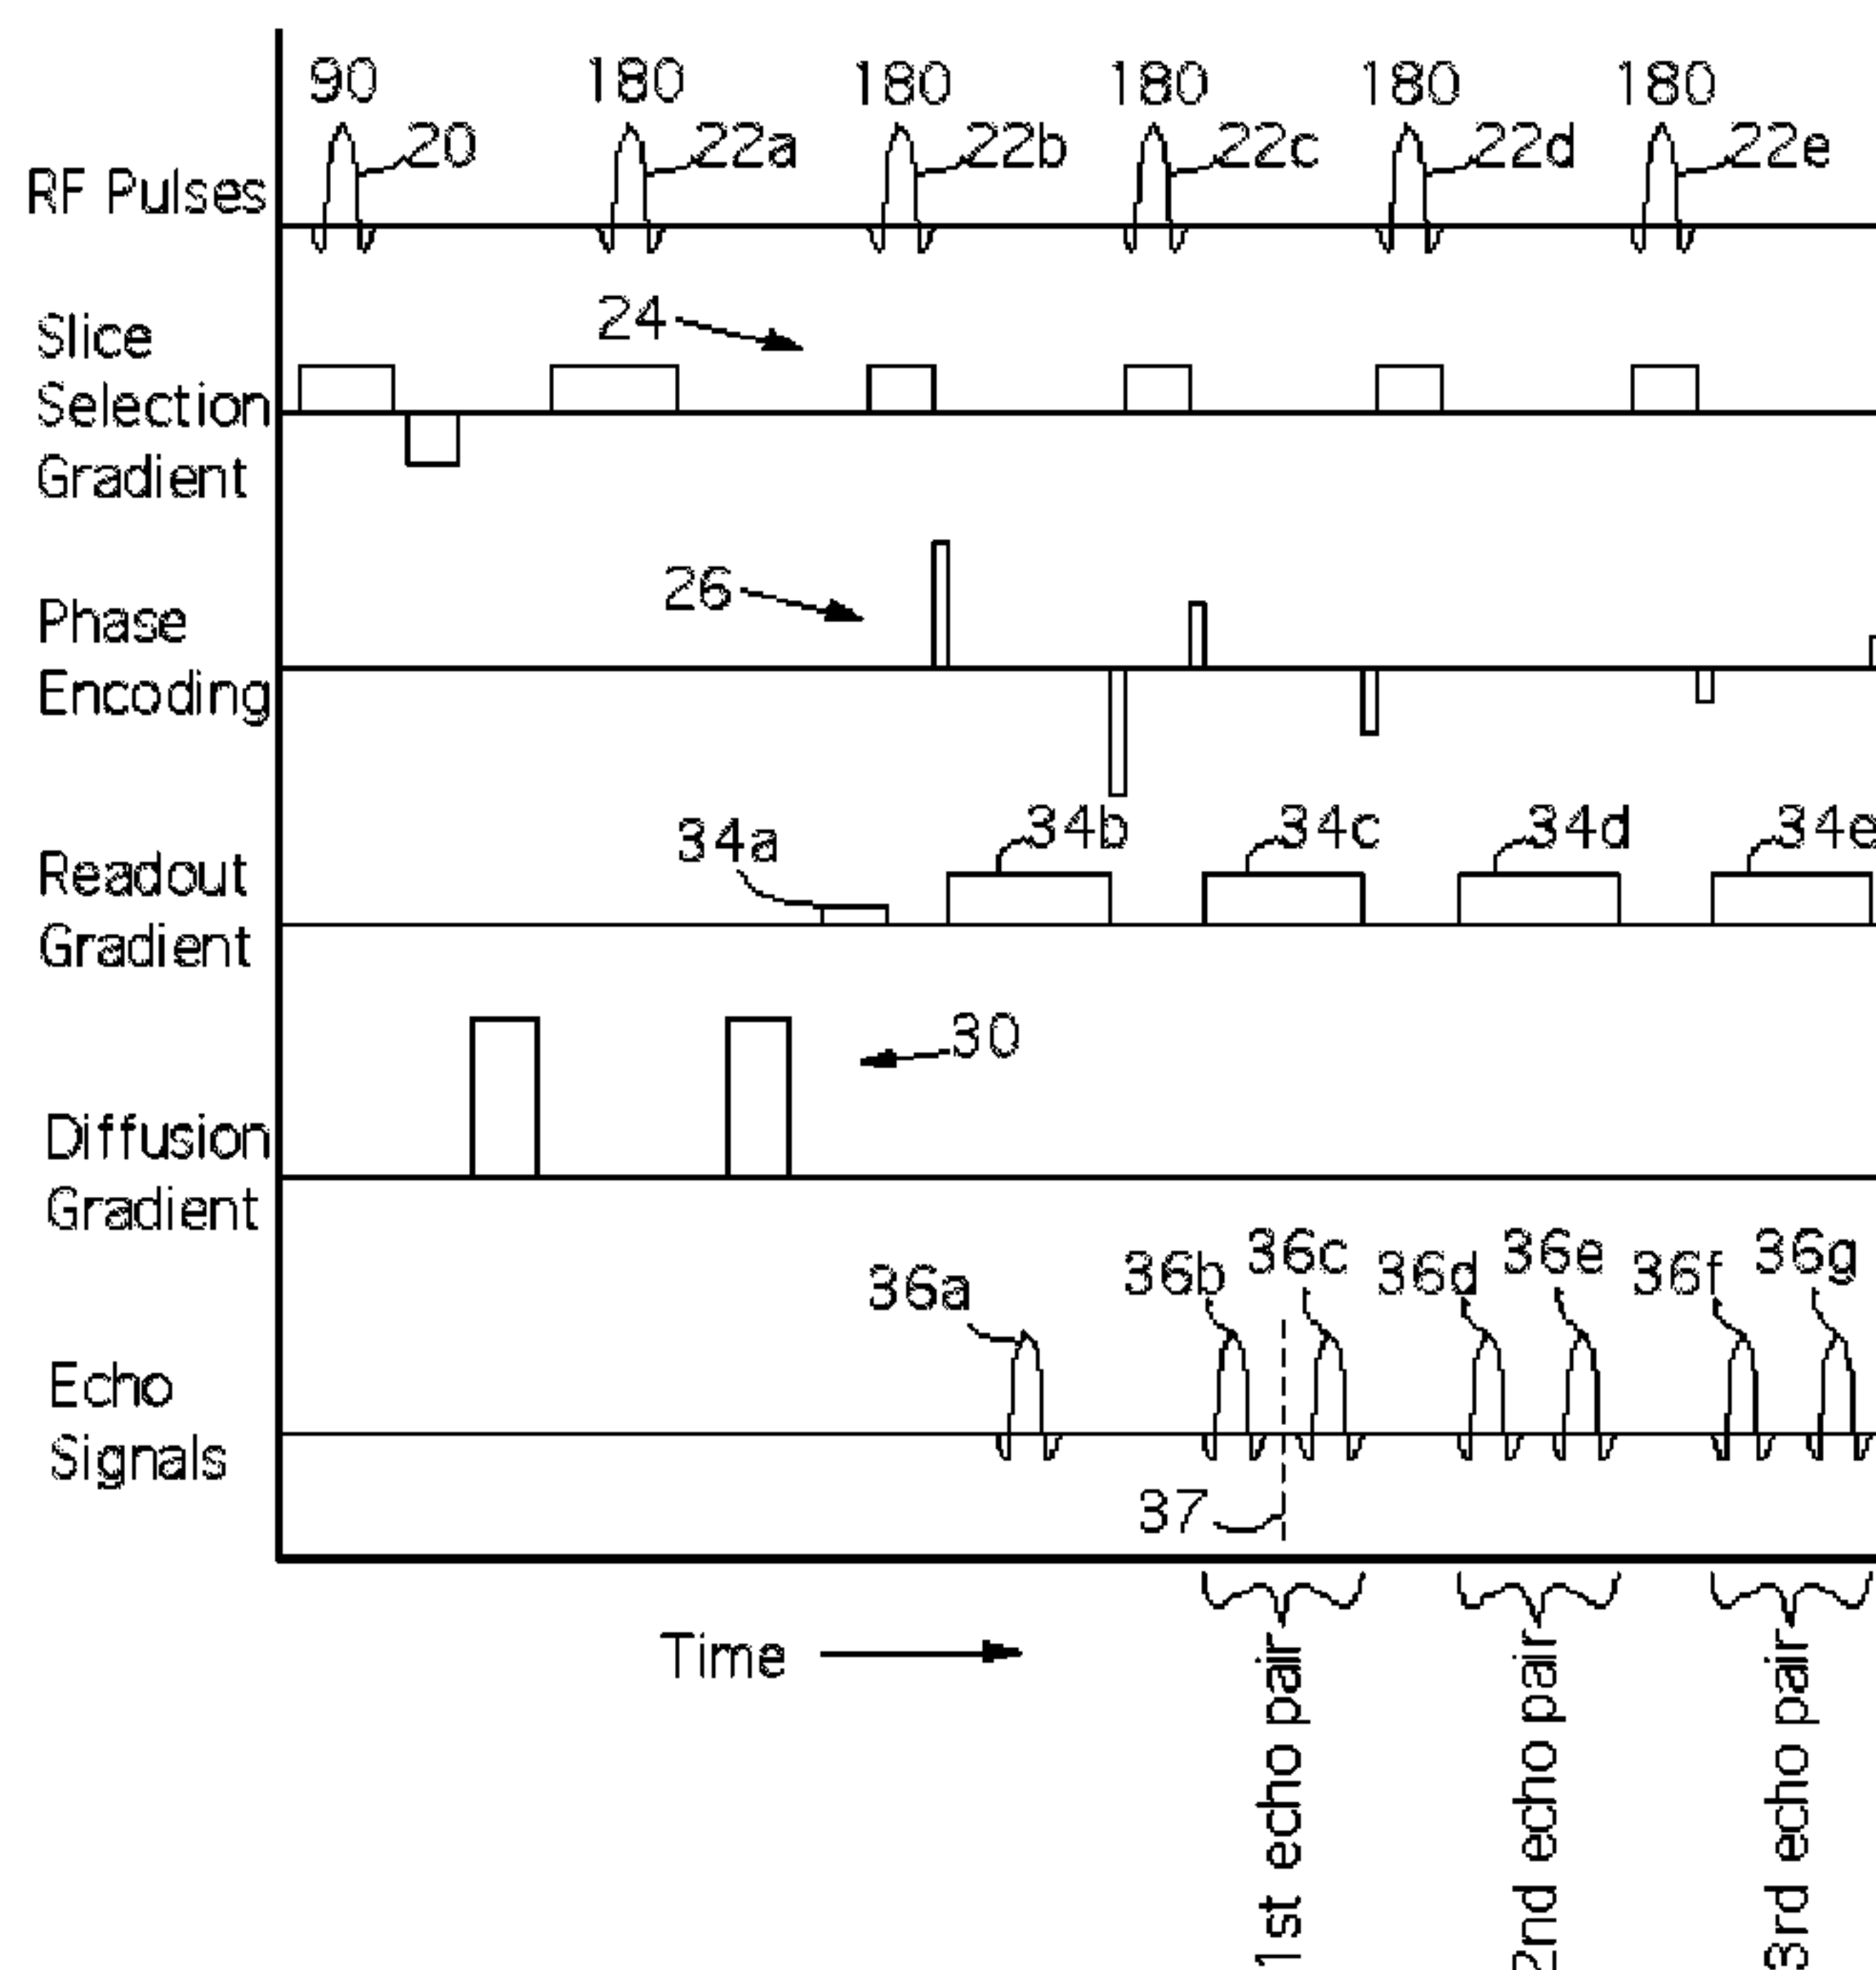 90 180 180 180 180 180
20 22a 22b 22c 22d 22e
RF Pulses
24
Slice
Selection
Gradient
26
Phase
Encoding
34a 34b 34c 34d 34e
Readout
Gradient
30
Diffusion
Gradient
36a 36b 36c 36d 36e 36f 36g
Echo
Signals
37
Time
1st echo pair
2nd echo pair
3rd echo pair